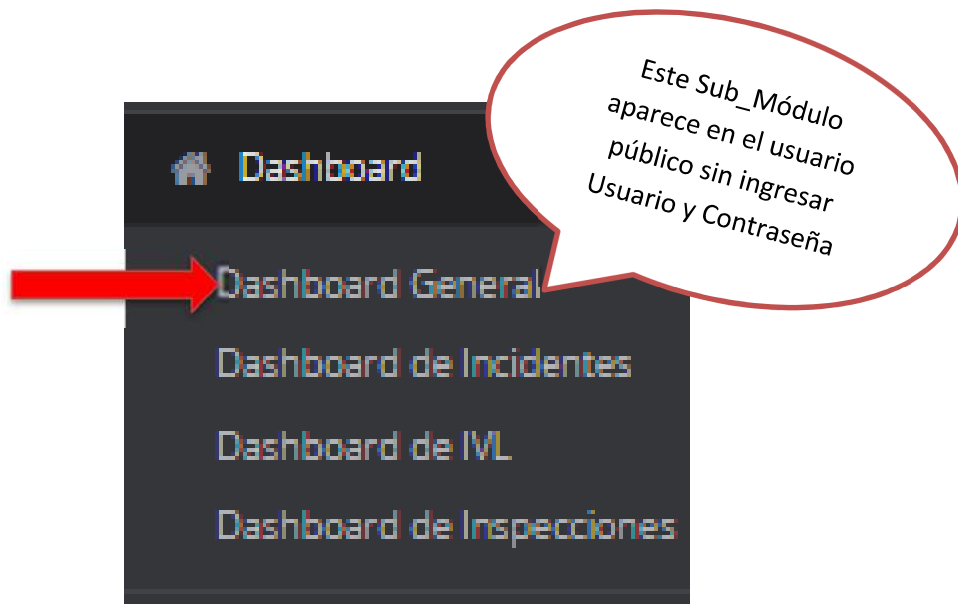 Este Sub_Módulo
aparece en el usuario
público sin ingresar
Usuario y Contraseña
Dashboard
Dashboard General
Dashboard de Incidentes
Dashboard de IVL
Dashboard de Inspecciones